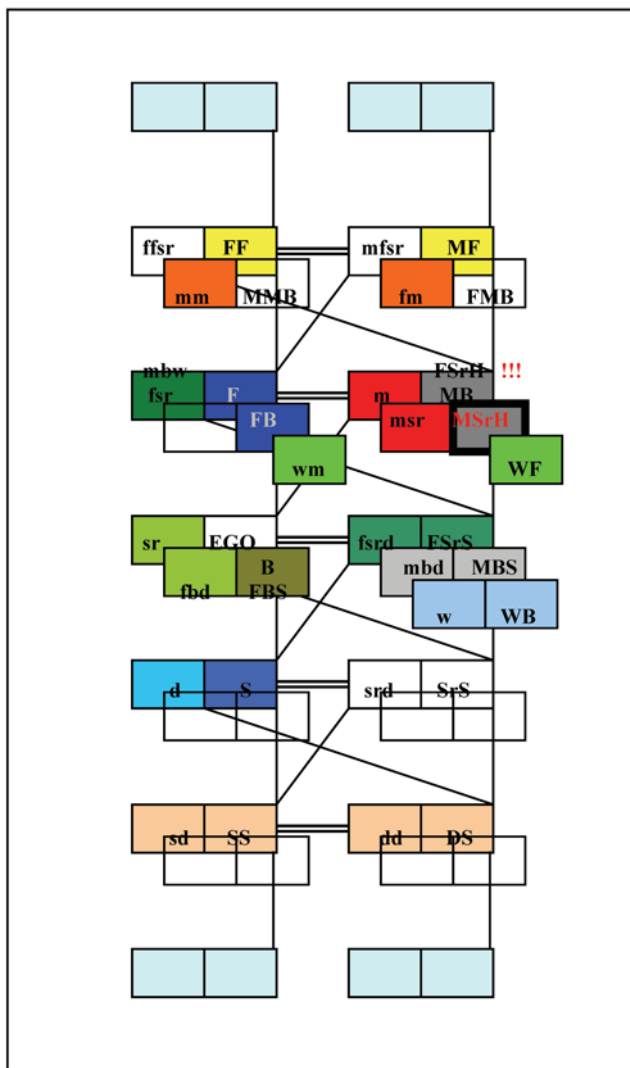 ffsr FF mfsr MF
mm MMB fm FMB
mbw FSrH !!!
fsr F m MB
FB msr MSrH
wm WF
sr EGO fsrd FSrS
fbd B FBS mbd MBS
w WB
d S srd SrS
sd SS dd DS